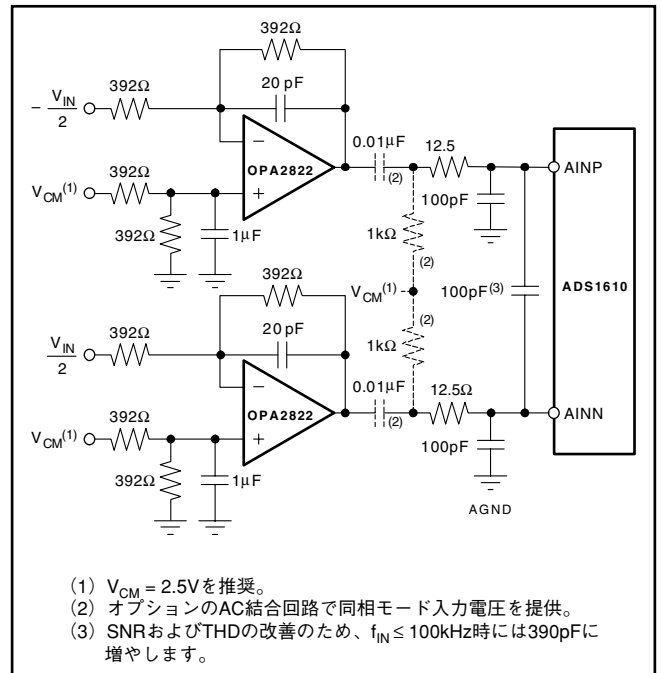 392Ω
20 pF
392Ω
− V_IN/2
OPA2822
0.01μF
(2)
12.5
AINP
392Ω
V_CM(1)
392Ω
1μF
1kΩ
(2)
100pF
392Ω
V_CM(1)
100pF(3)
ADS1610
20 pF
1kΩ
(2)
392Ω
V_IN/2
OPA2822
0.01μF
(2)
12.5Ω
AINN
392Ω
V_CM(1)
392Ω
1μF
100pF
AGND
(1) V_CM = 2.5Vを推奨。
(2) オプションのAC結合回路で同相モード入力電圧を提供。
(3) SNRおよびTHDの改善のため、f_IN ≤ 100kHz時には390pFに
増やします。